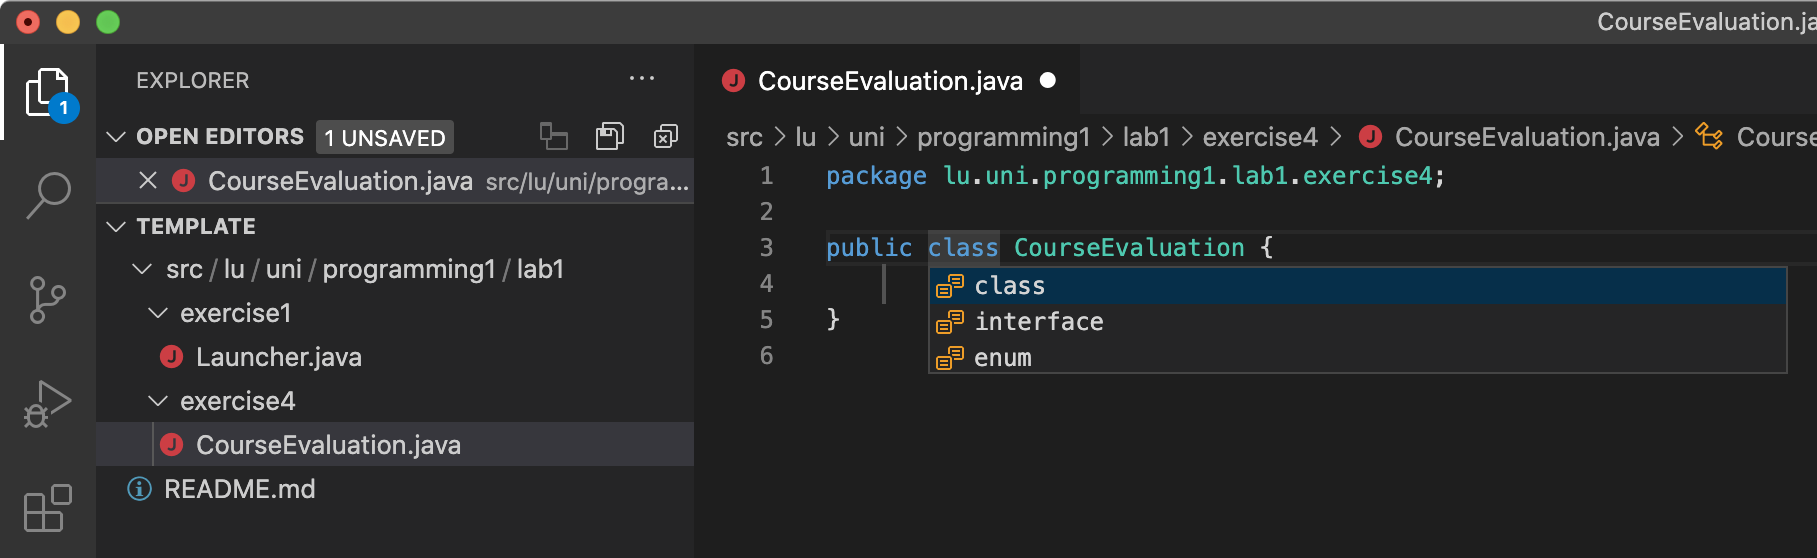 CourseEvaluation.ja
1
EXPLORER ...
OPEN EDITORS 1 UNSAVED
J CourseEvaluation.java src/lu/uni/progra...
TEMPLATE
src / lu / uni / programming1 / lab1
exercise1
J Launcher.java
exercise4
J CourseEvaluation.java
README.md
J CourseEvaluation.java
src > lu > uni > programming1 > lab1 > exercise4 > J CourseEvaluation.java > Course
1 package lu.uni.programming1.lab1.exercise4;
2
3 public class CourseEvaluation {
4
5 }
6
class
interface
enum